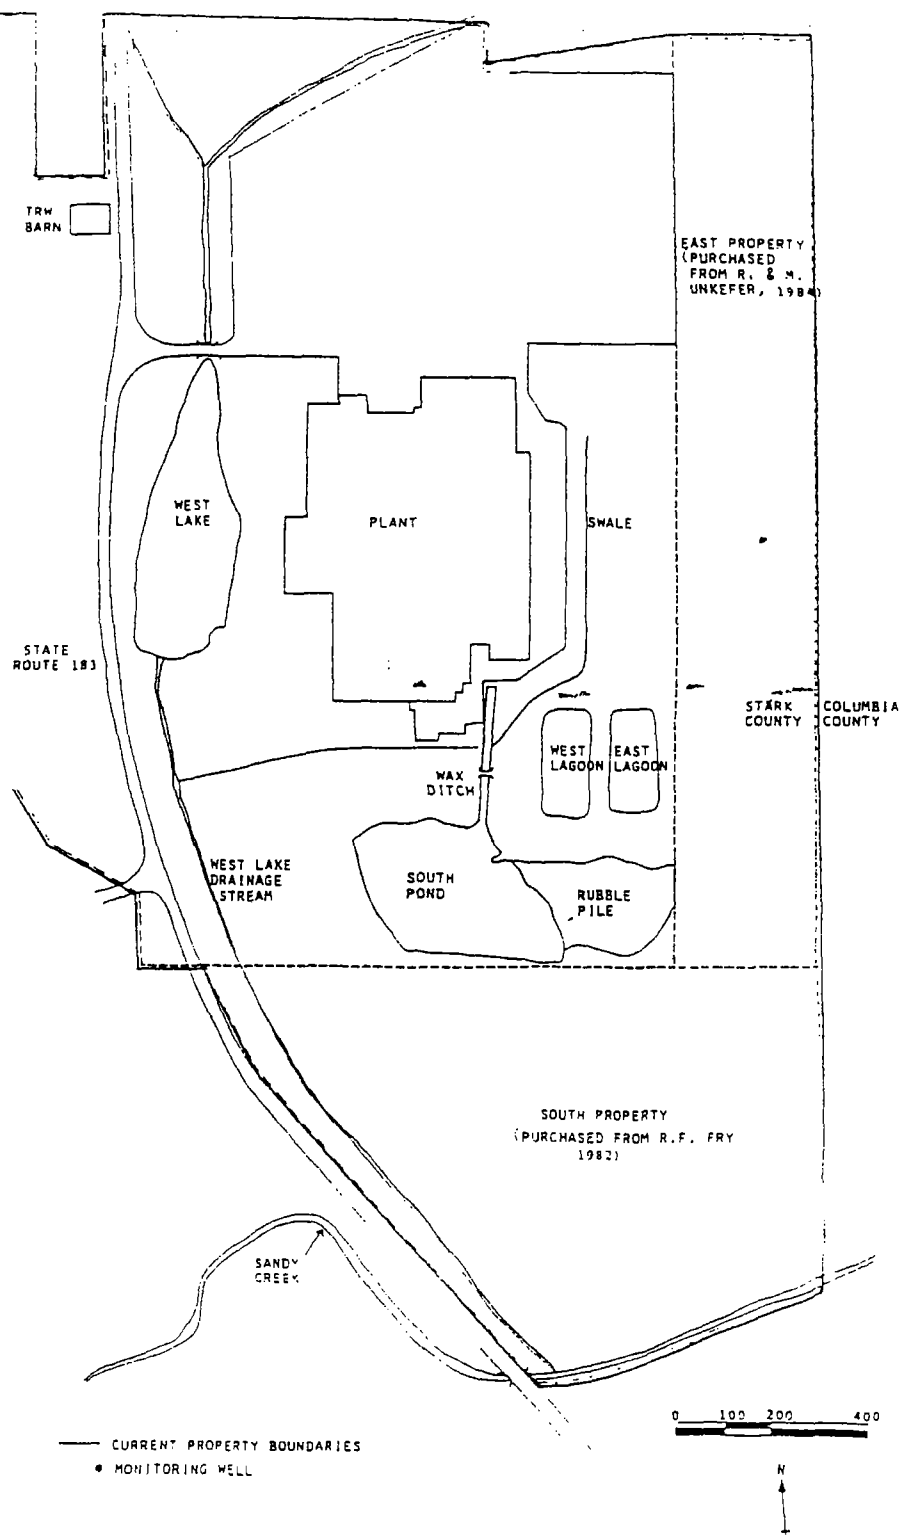 TRW
BARN
EAST PROPERTY
(PURCHASED
FROM R. & M.
UNKEFER, 1984)
WEST
LAKE
PLANT
SWALE
STATE
ROUTE 183
STARK
COUNTY
COLUMBIA
COUNTY
WEST
LAGOON
EAST
LAGOON
WAX
DITCH
WEST LAKE
DRAINAGE
STREAM
SOUTH
POND
RUBBLE
PILE
SOUTH PROPERTY
(PURCHASED FROM R.F. FRY
1982)
SANDY
CREEK
0 100 200 400
CURRENT PROPERTY BOUNDARIES
MONITORING WELL
N